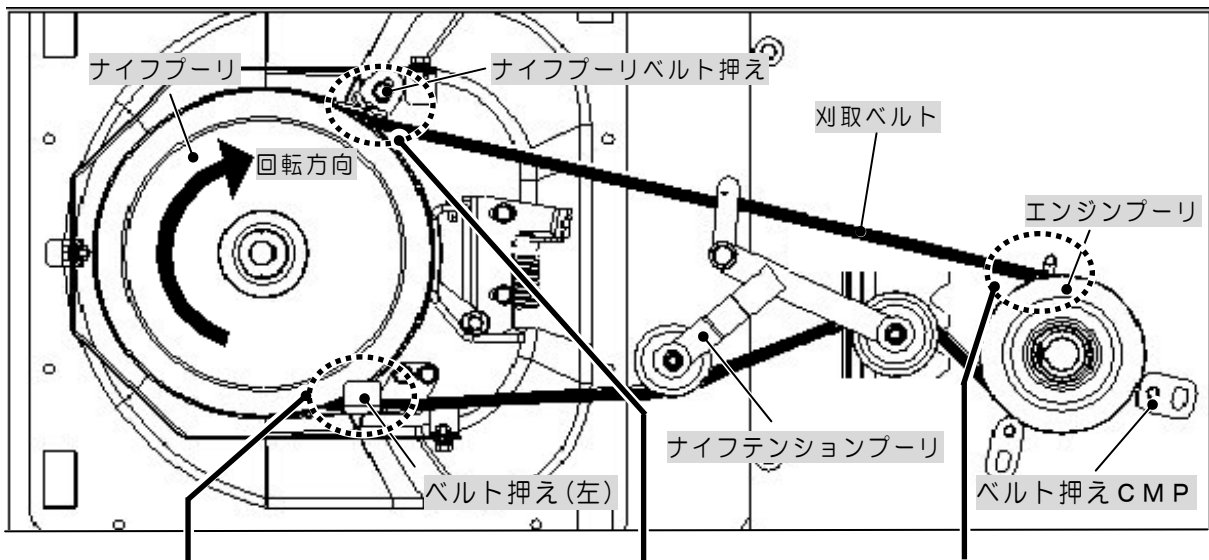 ナイフプーリ
ナイフプーリベルト押え
刈取ベルト
回転方向
エンジンプーリ
ナイフテンションプーリ
ベルト押え(左)
ベルト押えCMP